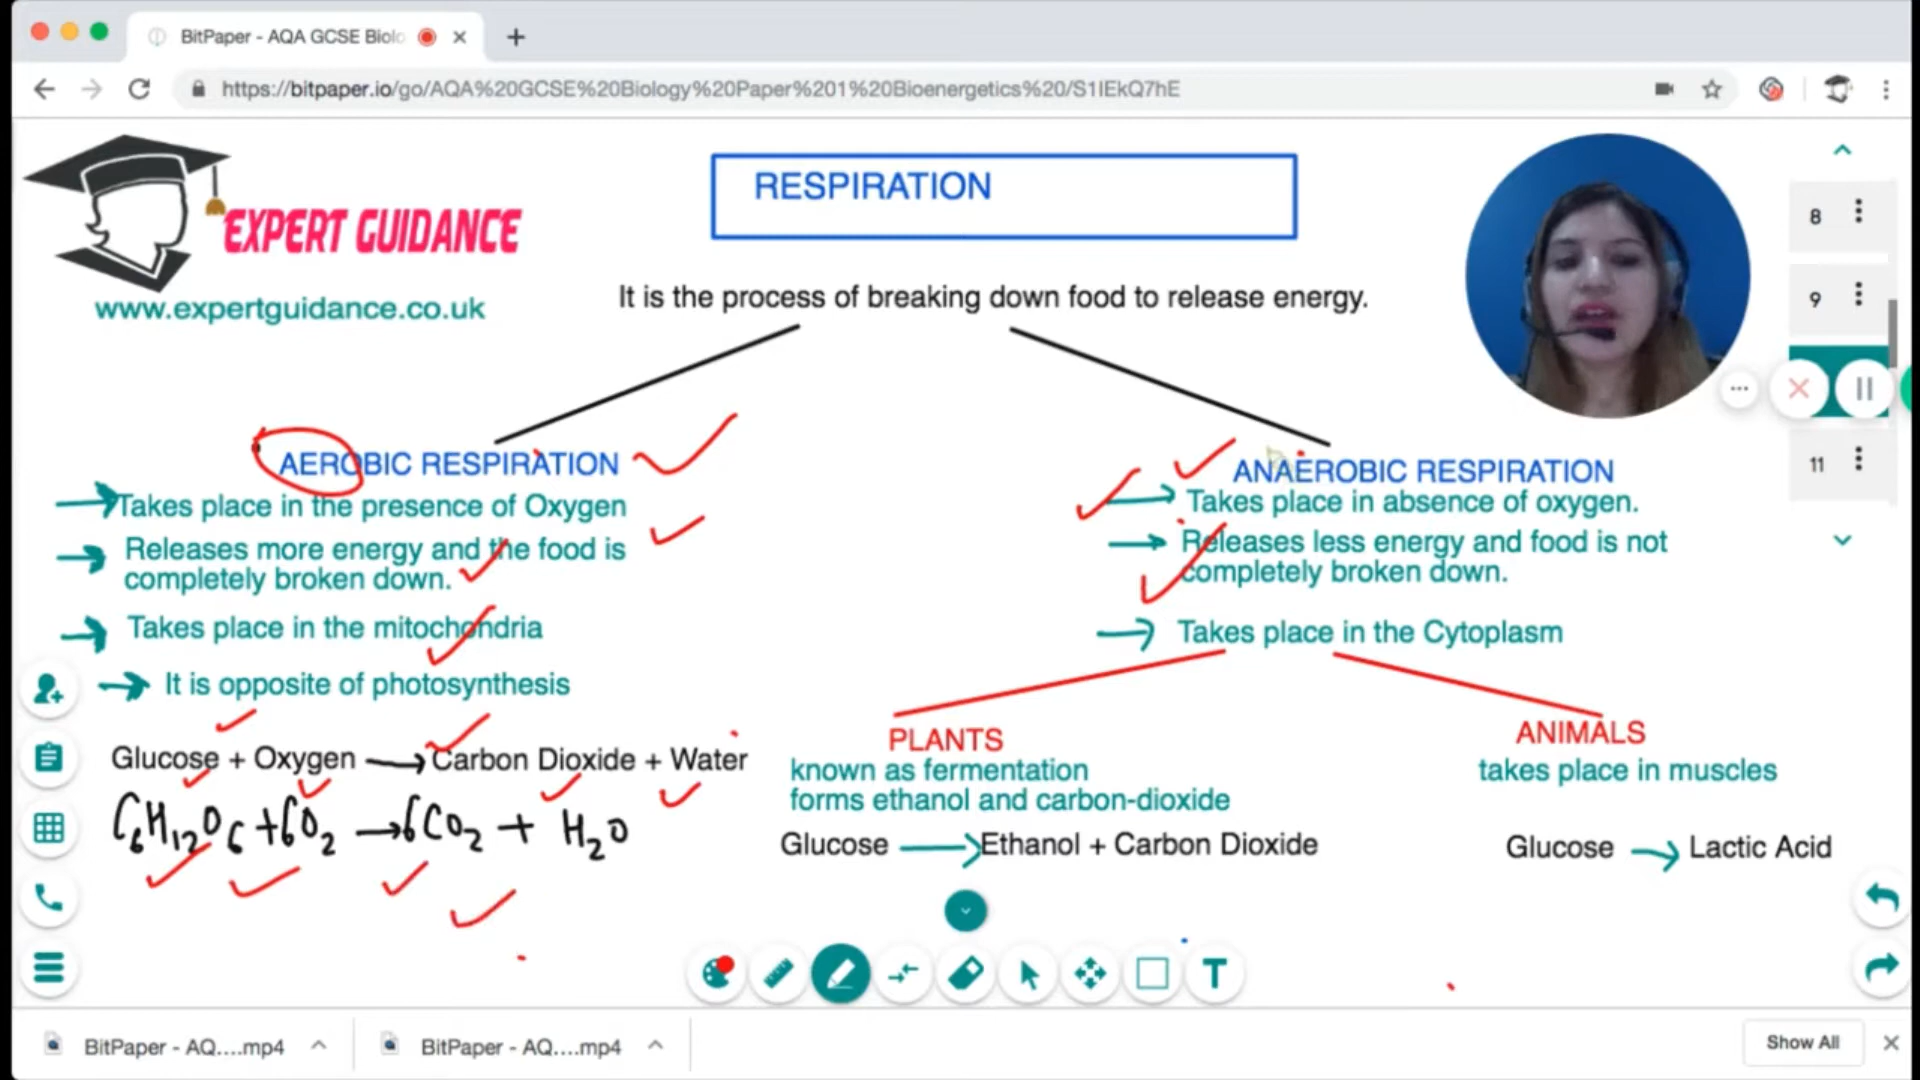 BitPaper - AQA GCSE Biolo
https://bitpaper.io/go/AQA%20GCSE%20Biology%20Paper%201%20Bioenergetics%20/S1IEkQ7hE
EXPERT GUIDANCE
www.expertguidance.co.uk
RESPIRATION
It is the process of breaking down food to release energy.
8
9
11
AEROBIC RESPIRATION
Takes place in the presence of Oxygen
Releases more energy and the food is
completely broken down.
Takes place in the mitochondria
It is opposite of photosynthesis
Glucose + Oxygen → Carbon Dioxide + Water
C6H12O6 + 6O2 → 6CO2 + H2O
ANAEROBIC RESPIRATION
Takes place in absence of oxygen.
Releases less energy and food is not
completely broken down.
Takes place in the Cytoplasm
PLANTS
known as fermentation
forms ethanol and carbon-dioxide
Glucose → Ethanol + Carbon Dioxide
ANIMALS
takes place in muscles
Glucose → Lactic Acid
T
BitPaper - AQ....mp4
BitPaper - AQ....mp4
Show All